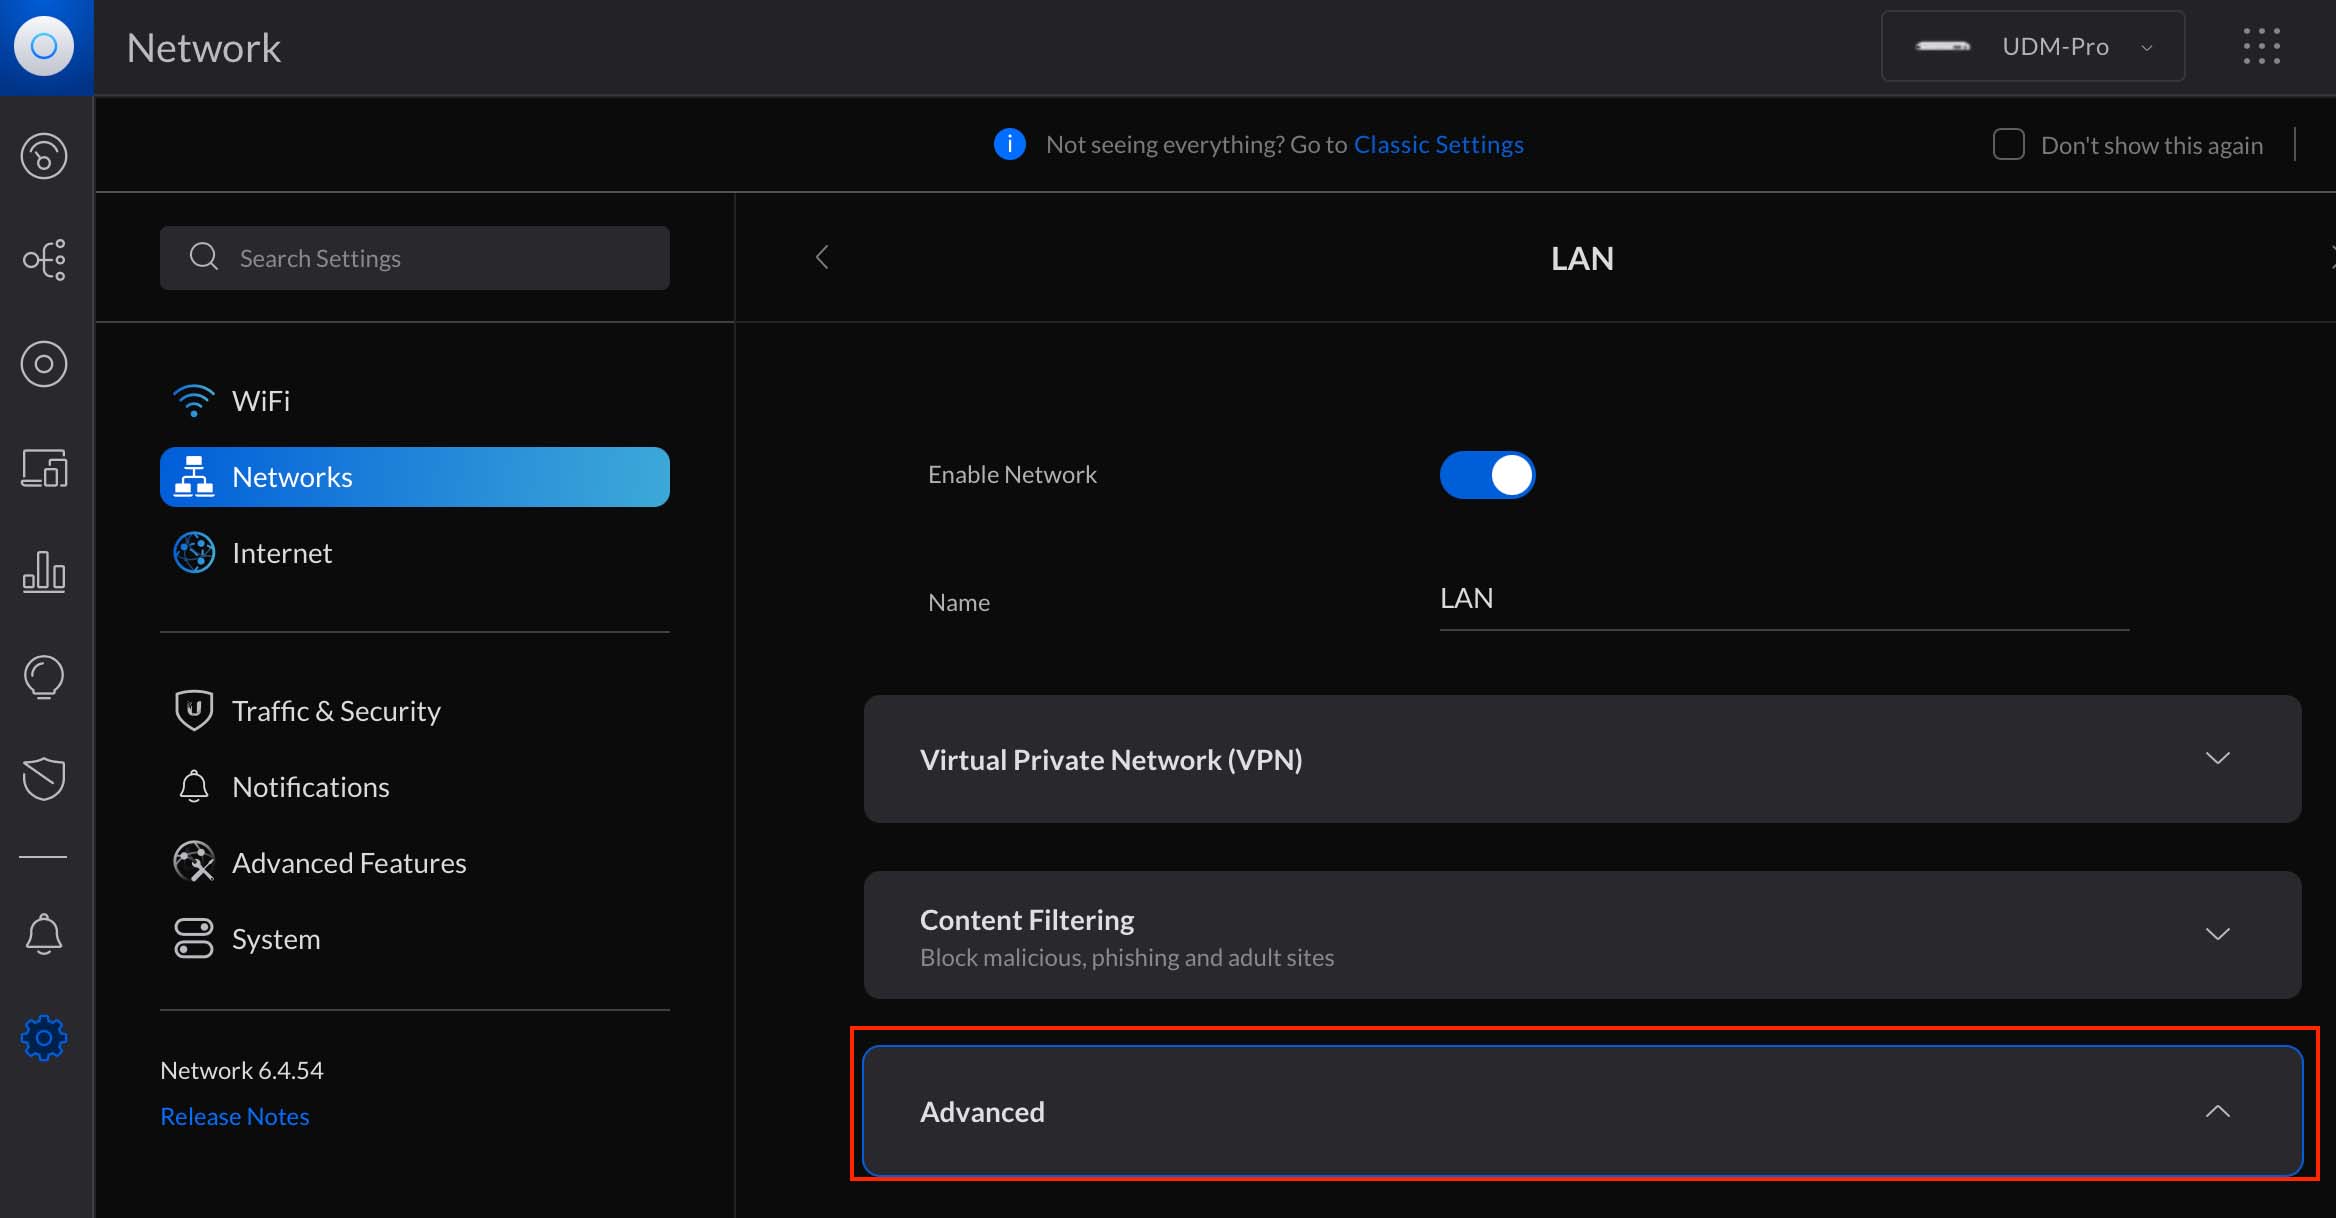 Network
UDM-Pro
Not seeing everything? Go to Classic Settings
Don't show this again
Search Settings
LAN
WiFi
Networks
Internet
Traffic & Security
Notifications
Advanced Features
System
Network 6.4.54
Release Notes
Enable Network
Name
LAN
Virtual Private Network (VPN)
Content Filtering
Block malicious, phishing and adult sites
Advanced